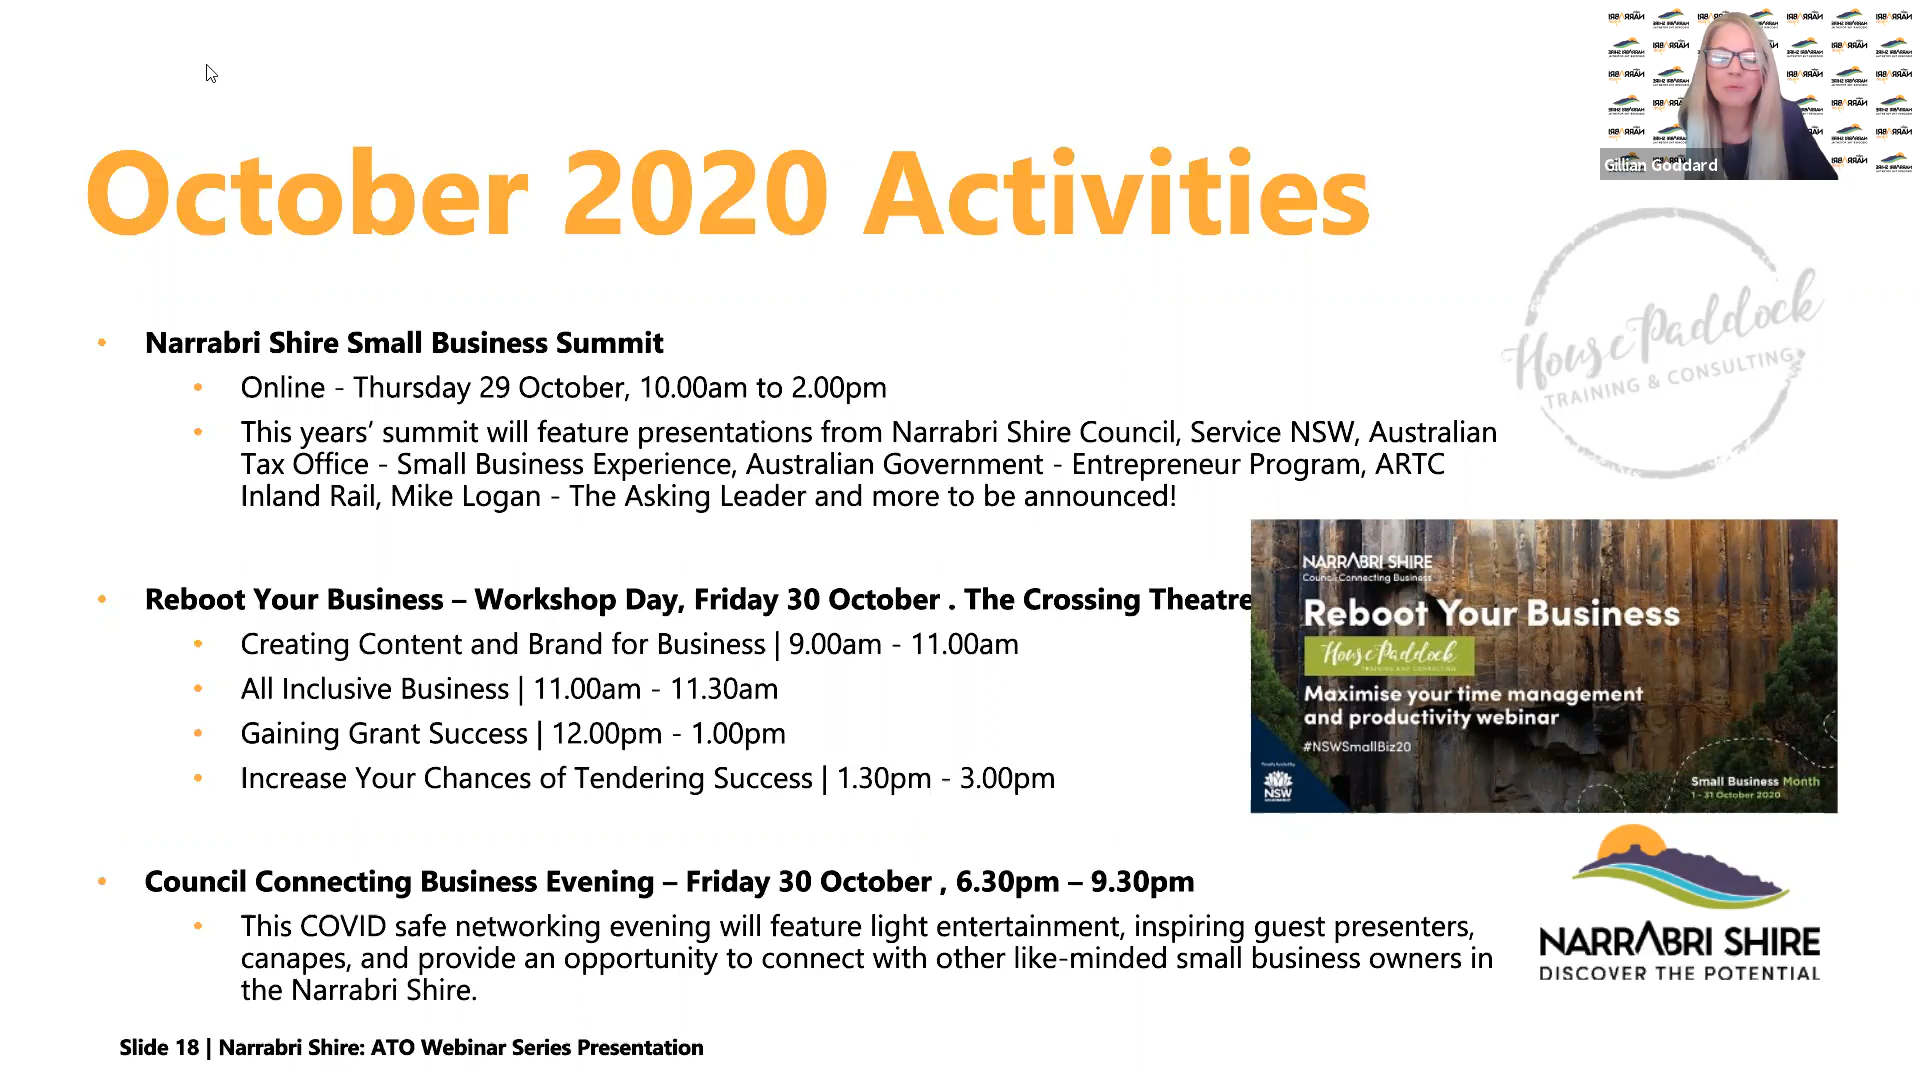 Gillian Goddard
October 2020 Activities
House Paddock
TRAINING & CONSULTING
• Narrabri Shire Small Business Summit
• Online - Thursday 29 October, 10.00am to 2.00pm
• This years’ summit will feature presentations from Narrabri Shire Council, Service NSW, Australian
Tax Office - Small Business Experience, Australian Government - Entrepreneur Program, ARTC
Inland Rail, Mike Logan - The Asking Leader and more to be announced!
• Reboot Your Business – Workshop Day, Friday 30 October . The Crossing Theatre
• Creating Content and Brand for Business | 9.00am - 11.00am
• All Inclusive Business | 11.00am - 11.30am
• Gaining Grant Success | 12.00pm - 1.00pm
• Increase Your Chances of Tendering Success | 1.30pm - 3.00pm
NARRABRI SHIRE
Council Connecting Business
Reboot Your Business
House Paddock
TRAINING AND CONSULTING
Maximise your time management
and productivity webinar
#NSWSmallBiz20
Proudly funded by
NSW
GOVERNMENT
Small Business Month
1 - 31 October 2020
• Council Connecting Business Evening – Friday 30 October , 6.30pm – 9.30pm
• This COVID safe networking evening will feature light entertainment, inspiring guest presenters,
canapes, and provide an opportunity to connect with other like-minded small business owners in
the Narrabri Shire.
NARRABRI SHIRE
DISCOVER THE POTENTIAL
Slide 18 | Narrabri Shire: ATO Webinar Series Presentation